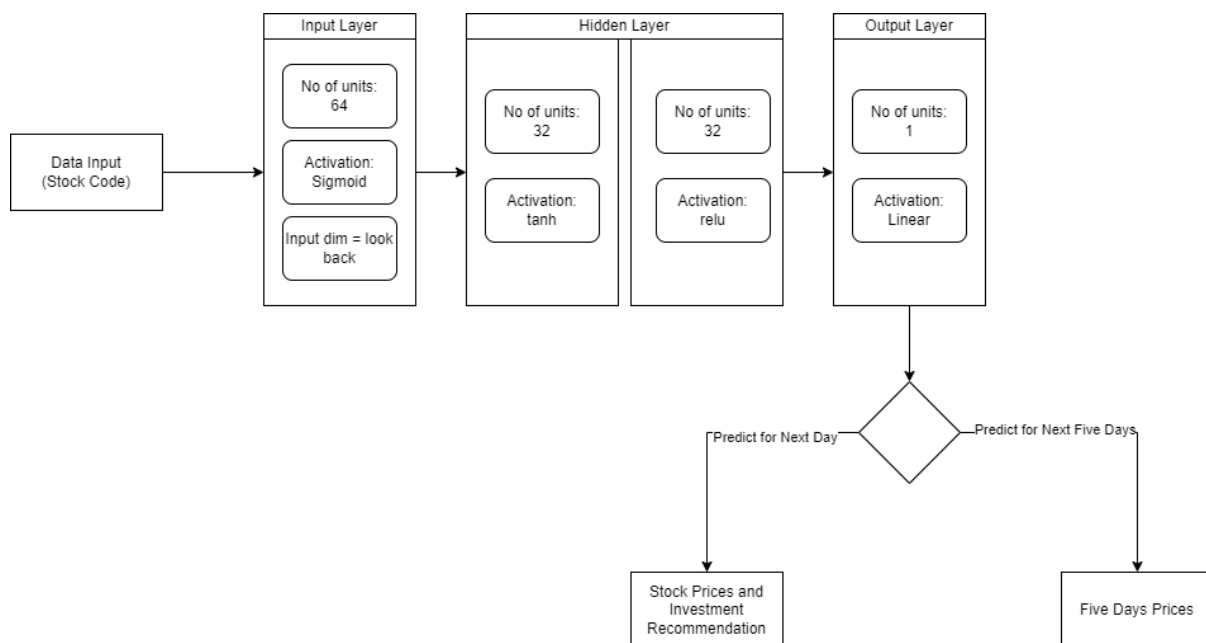 Input Layer
Hidden Layer
Output Layer
No of units:
64
Activation:
Sigmoid
Input dim = look
back
No of units:
32
Activation:
tanh
No of units:
32
Activation:
relu
No of units:
1
Activation:
Linear
Data Input
(Stock Code)
Predict for Next Day
Predict for Next Five Days
Stock Prices and
Investment
Recommendation
Five Days Prices